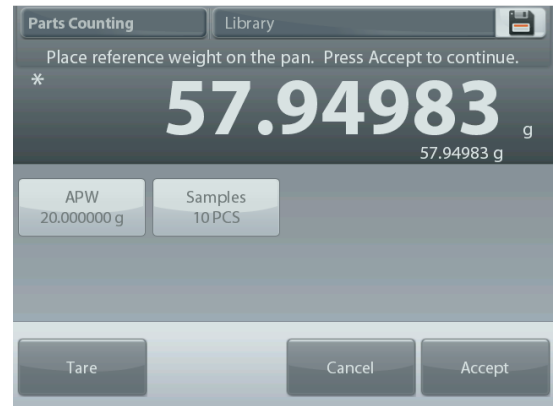 Parts Counting Library
Place reference weight on the pan. Press Accept to continue.
* 57.94983 g
57.94983 g
APW Samples
20.000000 g 10 PCS
Tare Cancel Accept